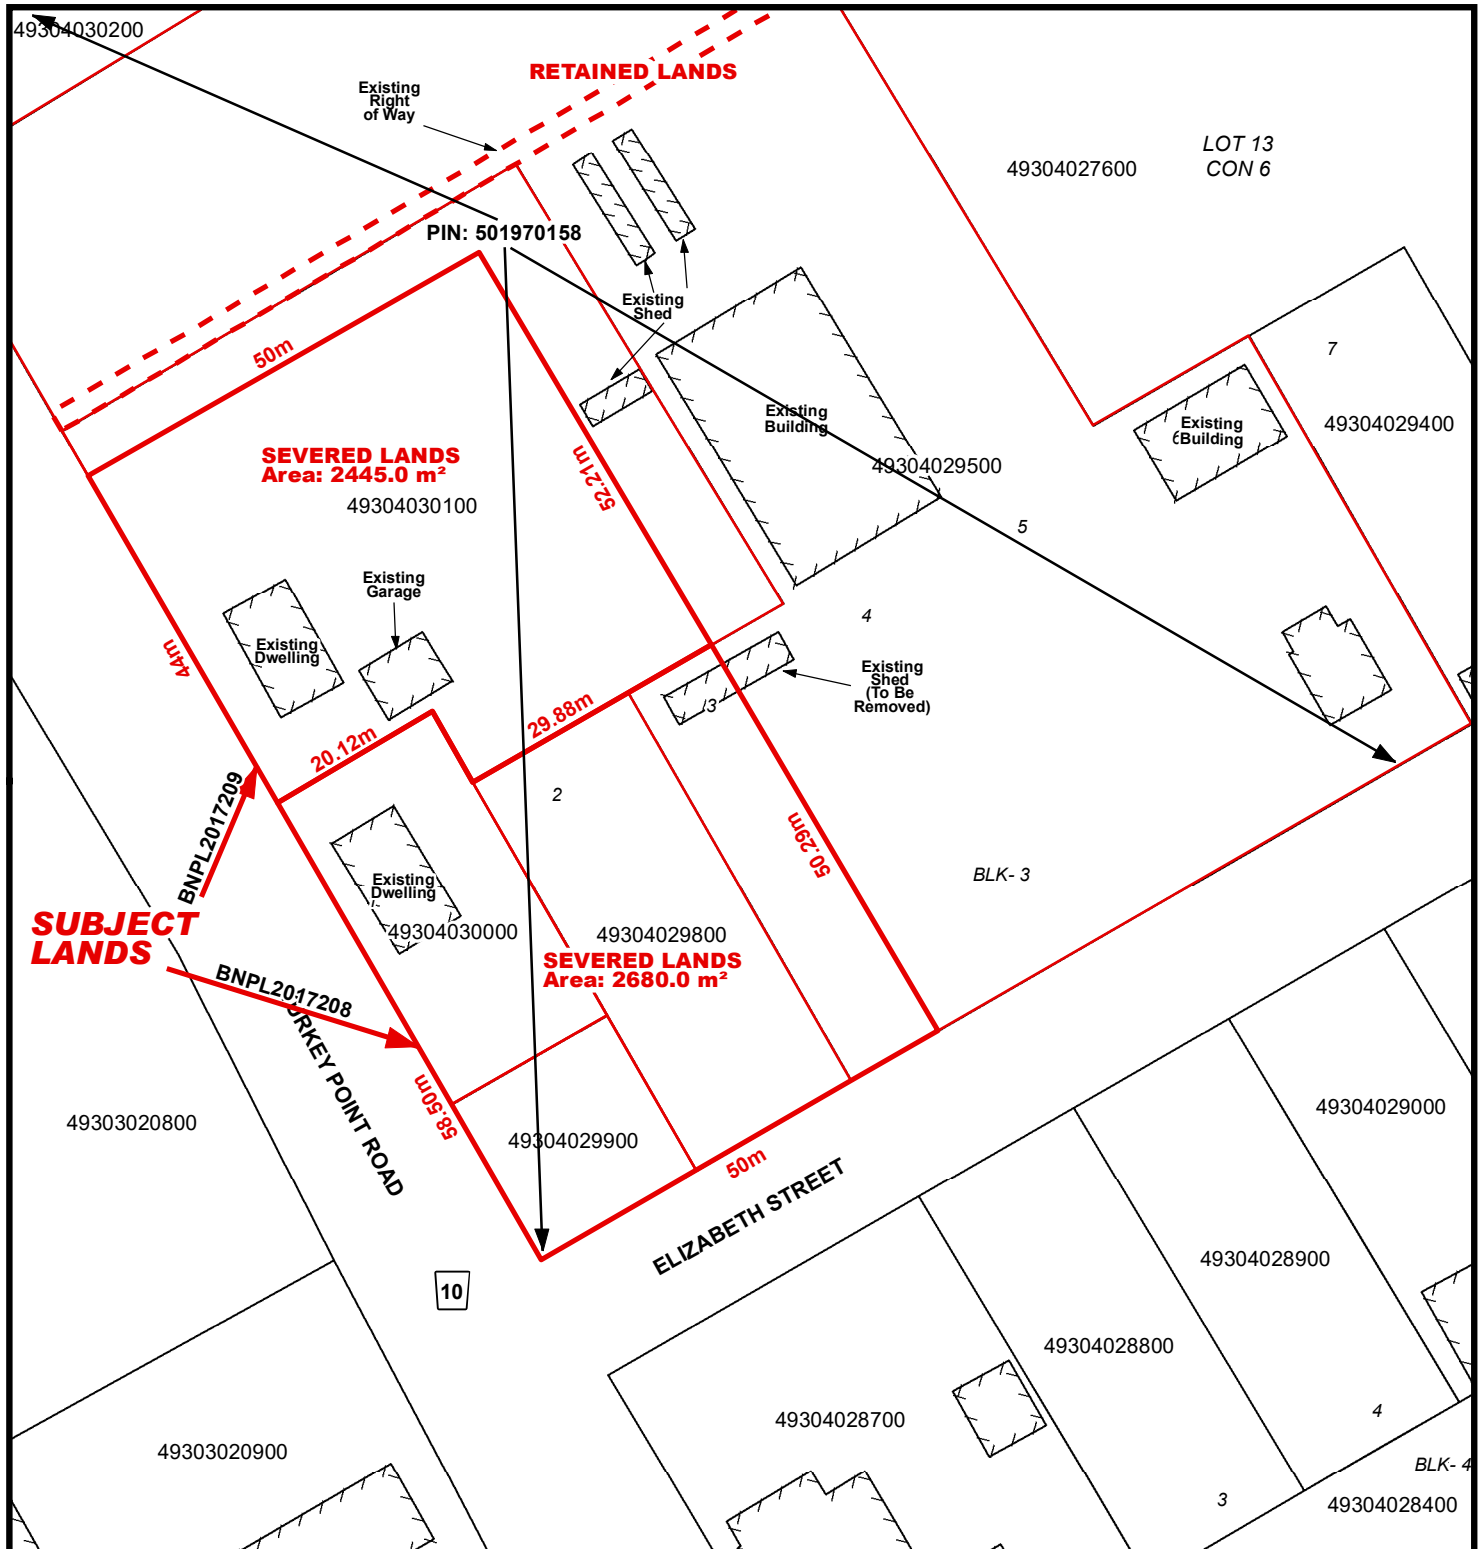 49304030200
RETAINED LANDS
Existing
Right
of Way
LOT 13
CON 6
49304027600
PIN: 501970158
Existing
Shed
50m
7
Existing
Building
6
Existing
Building
49304029400
SEVERED LANDS
Area: 2445.0 m²
49304030100
52.21m
49304029500
5
Existing
Garage
4
Existing
Dwelling
44m
Existing
Shed
(To Be
Removed)
3
29.88m
20.12m
2
BNPL2017209
50.29m
BLK- 3
Existing
Dwelling
SUBJECT
LANDS
49304030000
49304029800
SEVERED LANDS
Area: 2680.0 m²
BNPL2017208
URKEY POINT ROAD
58.50m
49303020800
49304029900
49304029000
50m
ELIZABETH STREET
10
49304028900
49304028800
49304028700
4
49303020900
BLK- 4
3
49304028400